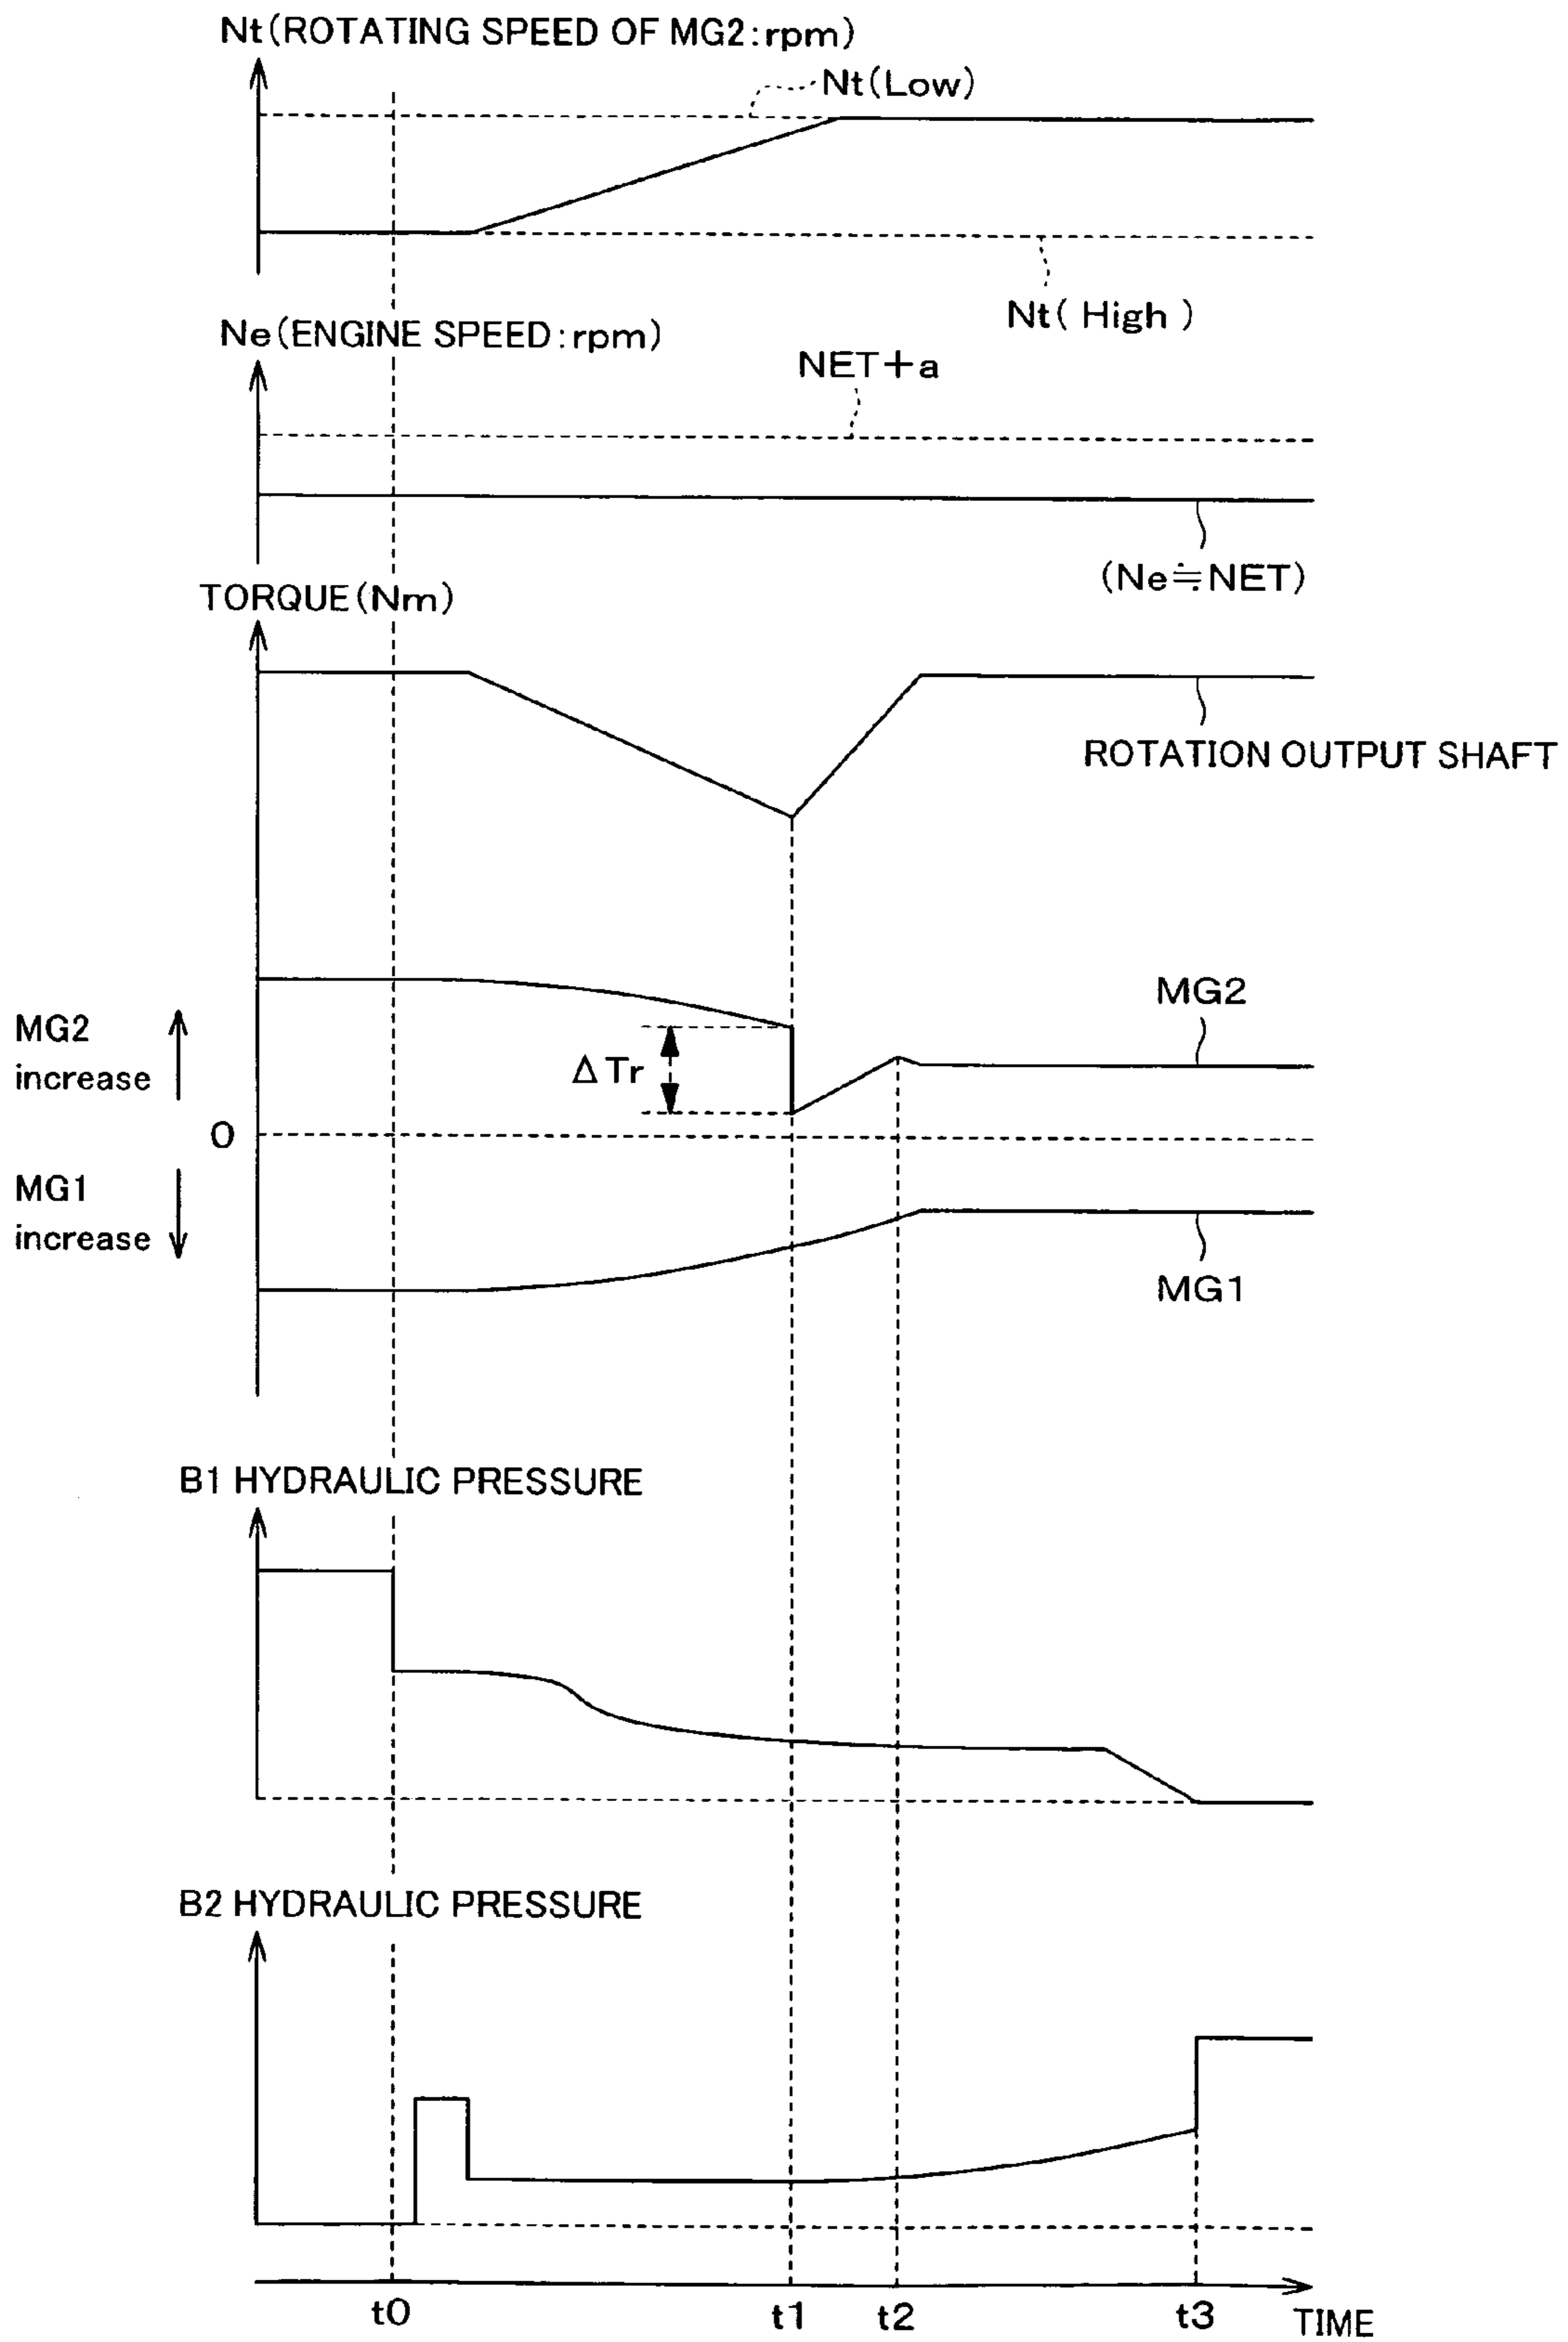 Nt(ROTATING SPEED OF MG2:rpm)
Nt(Low)
Nt( High )
Ne(ENGINE SPEED:rpm)
NET+a
(Ne≒NET)
TORQUE(Nm)
ROTATION OUTPUT SHAFT
MG2
MG2
increase
ΔTr
0
MG1
increase
MG1
B1 HYDRAULIC PRESSURE
B2 HYDRAULIC PRESSURE
t0 t1 t2 t3 TIME